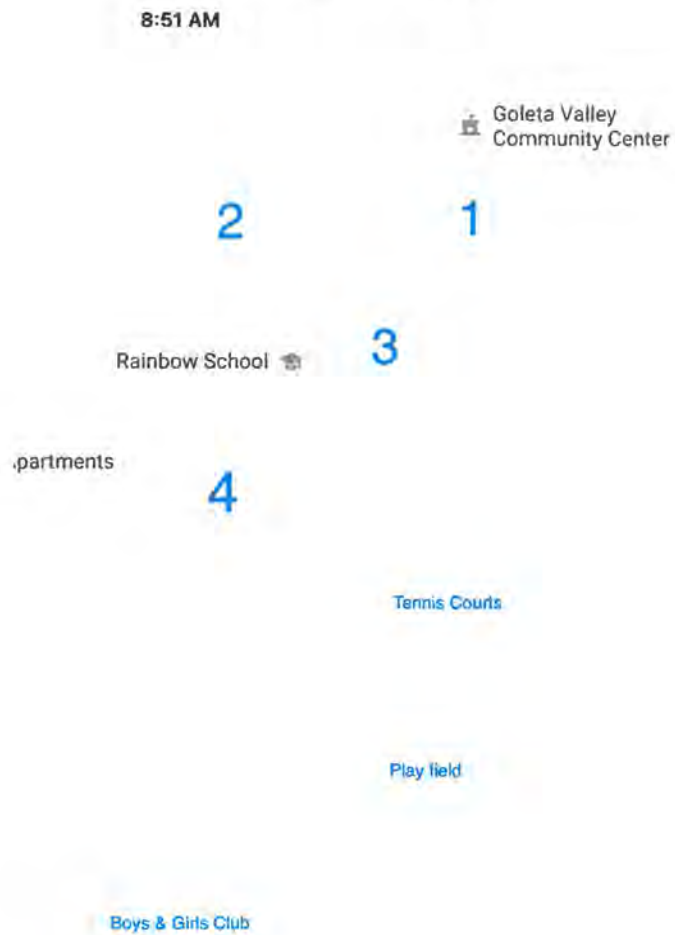 8:51 AM
Goleta Valley
Community Center
2
1
3
Rainbow School
partments
4
Tennis Courts
Play field
Boys & Girls Club